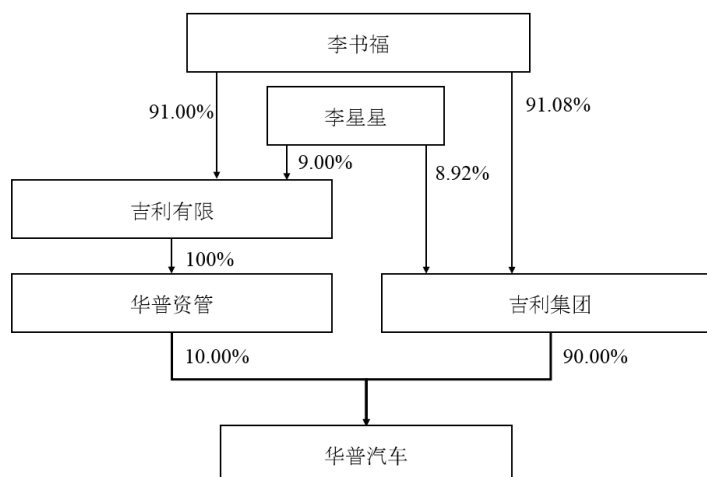 李书福
91.00%
91.08%
李星星
9.00%
8.92%
吉利有限
100%
华普资管
吉利集团
10.00%
90.00%
华普汽车